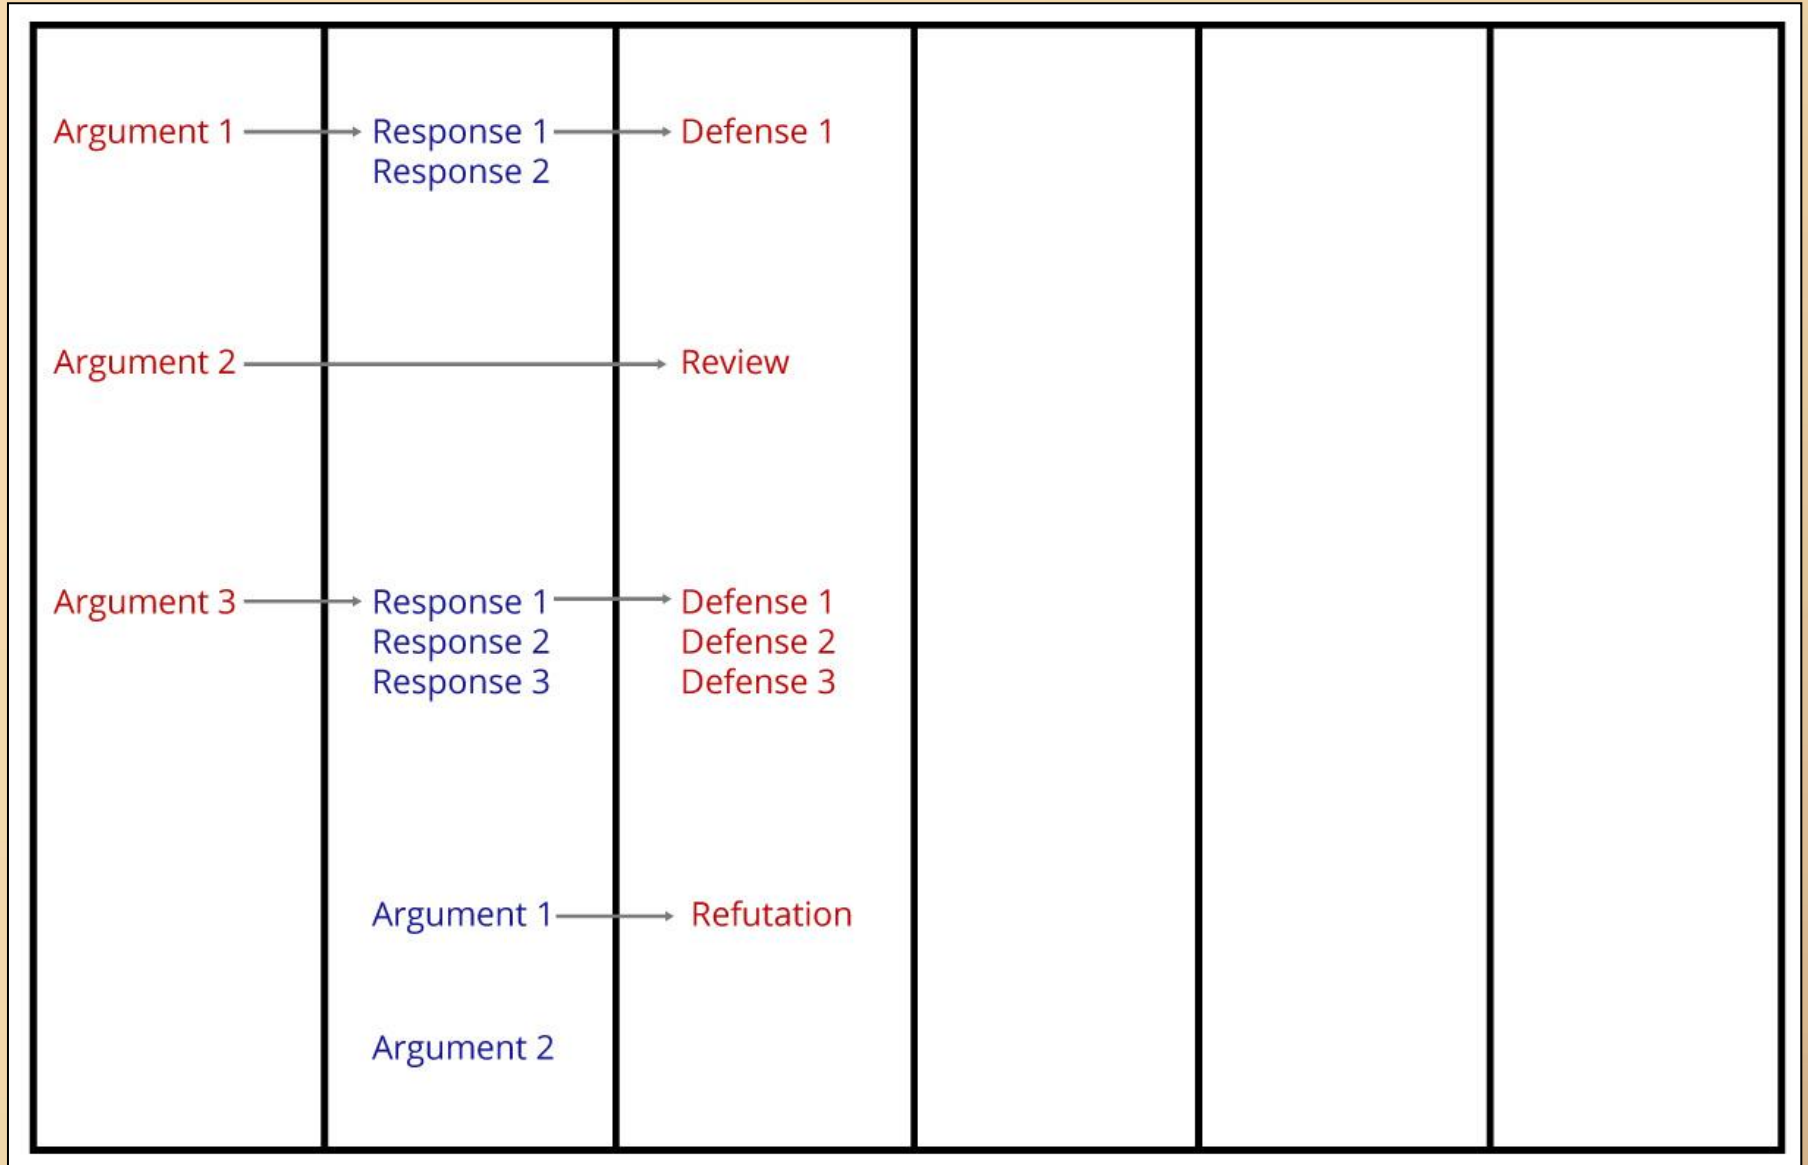 Argument 1
Response 1
Defense 1
Response 2
Argument 2
Review
Argument 3
Response 1
Defense 1
Response 2
Defense 2
Response 3
Defense 3
Argument 1
Refutation
Argument 2